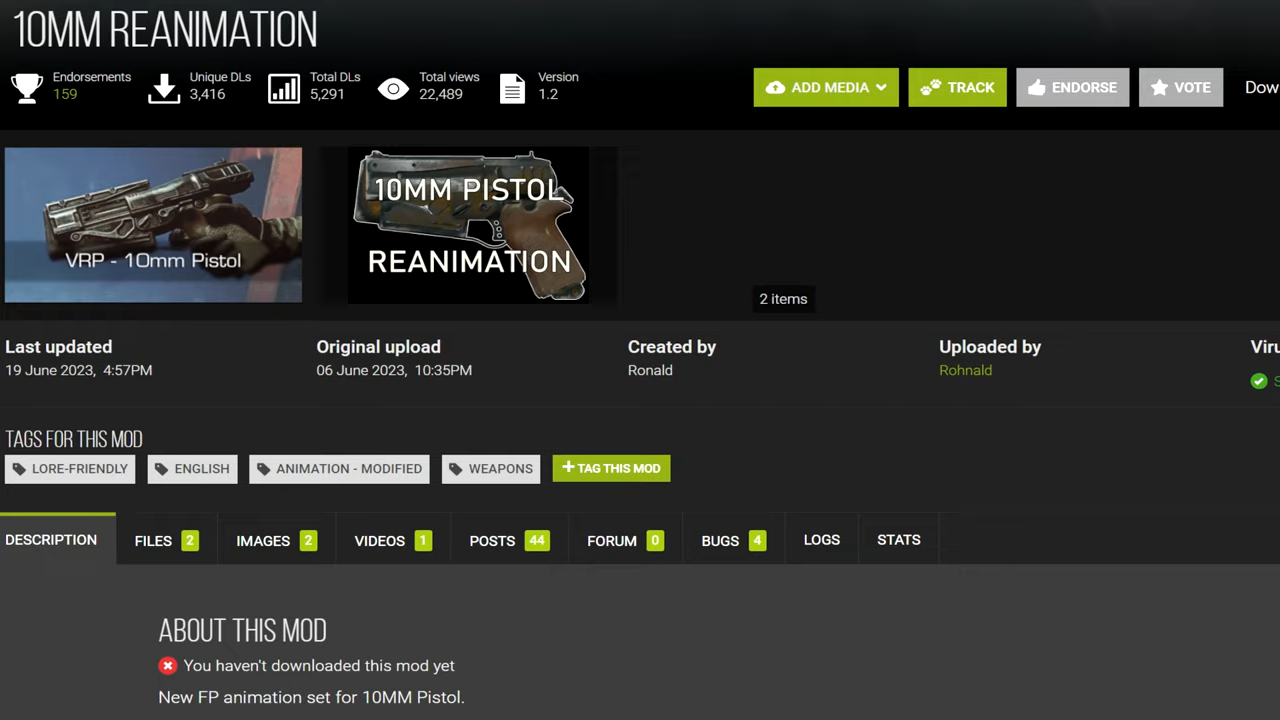 10MM REANIMATION
Endorsements
159
Unique DLs
3,416
Total DLs
5,291
Total views
22,489
Version
1.2
ADD MEDIA
TRACK
ENDORSE
VOTE
Dow
VRP - 10mm Pistol
10MM PISTOL
REANIMATION
2 items
Last updated
19 June 2023, 4:57PM
Original upload
06 June 2023, 10:35PM
Created by
Ronald
Uploaded by
Rohnald
Viru
S
TAGS FOR THIS MOD
LORE-FRIENDLY
ENGLISH
ANIMATION - MODIFIED
WEAPONS
+ TAG THIS MOD
DESCRIPTION
FILES 2
IMAGES 2
VIDEOS 1
POSTS 44
FORUM 0
BUGS 4
LOGS
STATS
ABOUT THIS MOD
You haven't downloaded this mod yet
New FP animation set for 10MM Pistol.